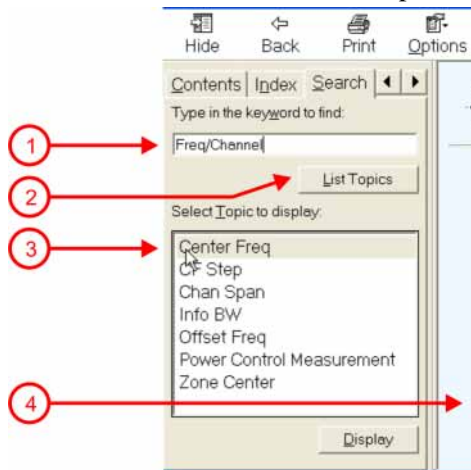 Hide Back Print Options
Contents Index Search
Type in the keyword to find:
1 Freq/Channel
2 List Topics
Select Topic to display:
3 Center Freq
CF Step
Chan Span
Info BW
Offset Freq
Power Control Measurement
Zone Center
4
Display